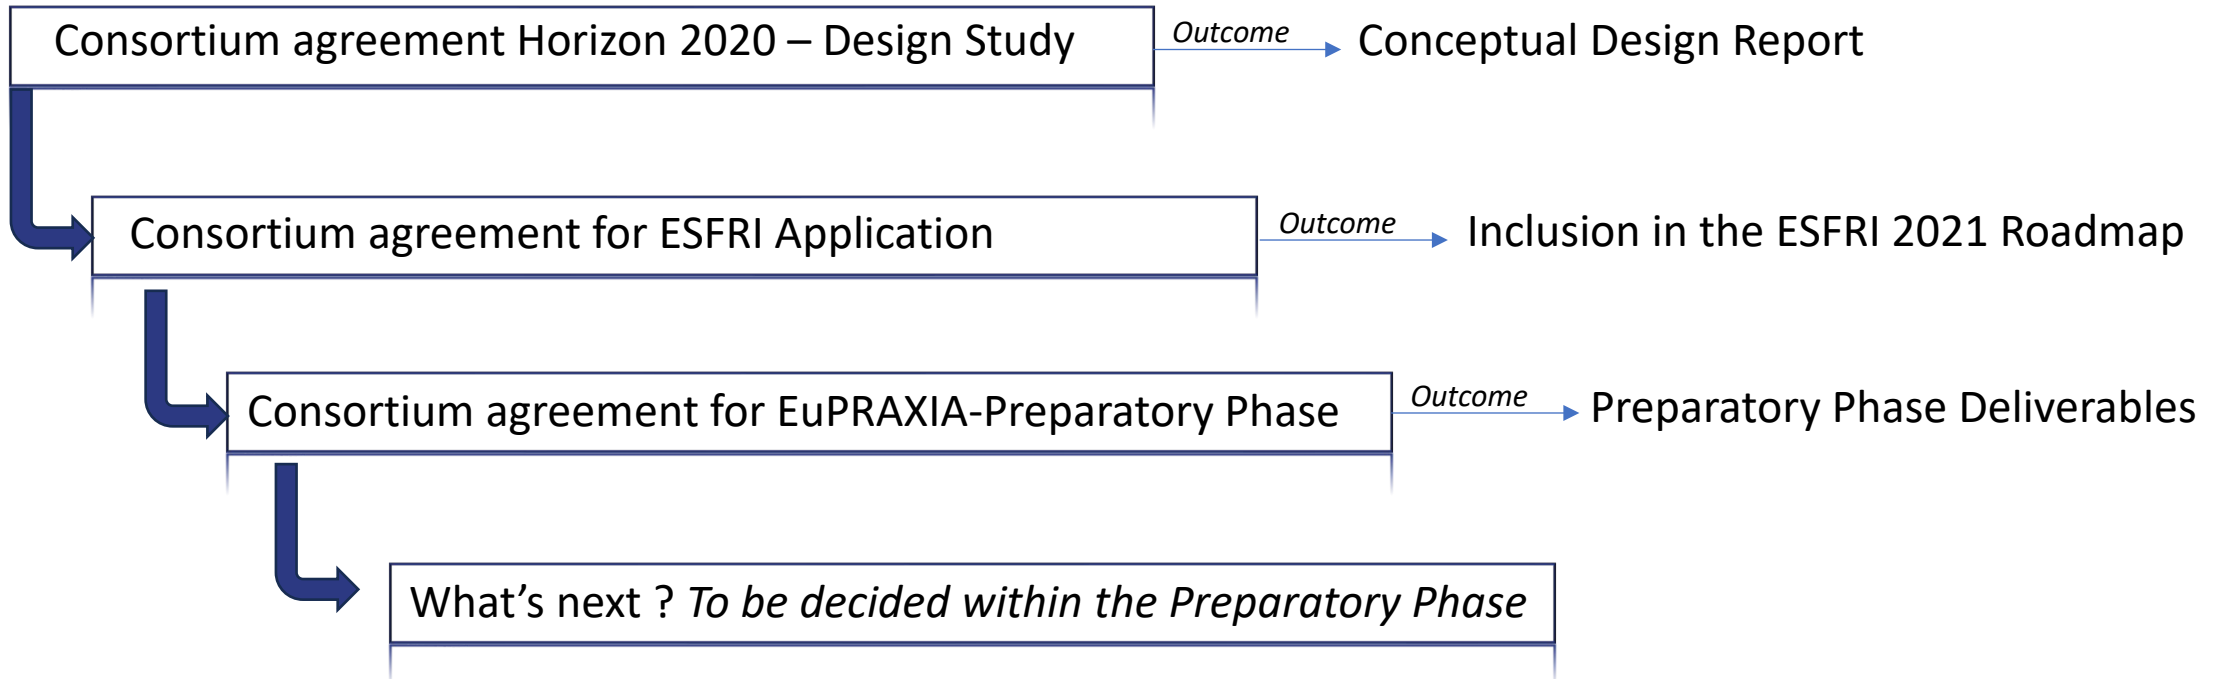 Consortium agreement Horizon 2020 – Design Study Outcome Conceptual Design Report
Consortium agreement for ESFRI Application Outcome Inclusion in the ESFRI 2021 Roadmap
Consortium agreement for EuPRAXIA-Preparatory Phase Outcome Preparatory Phase Deliverables
What’s next ? To be decided within the Preparatory Phase